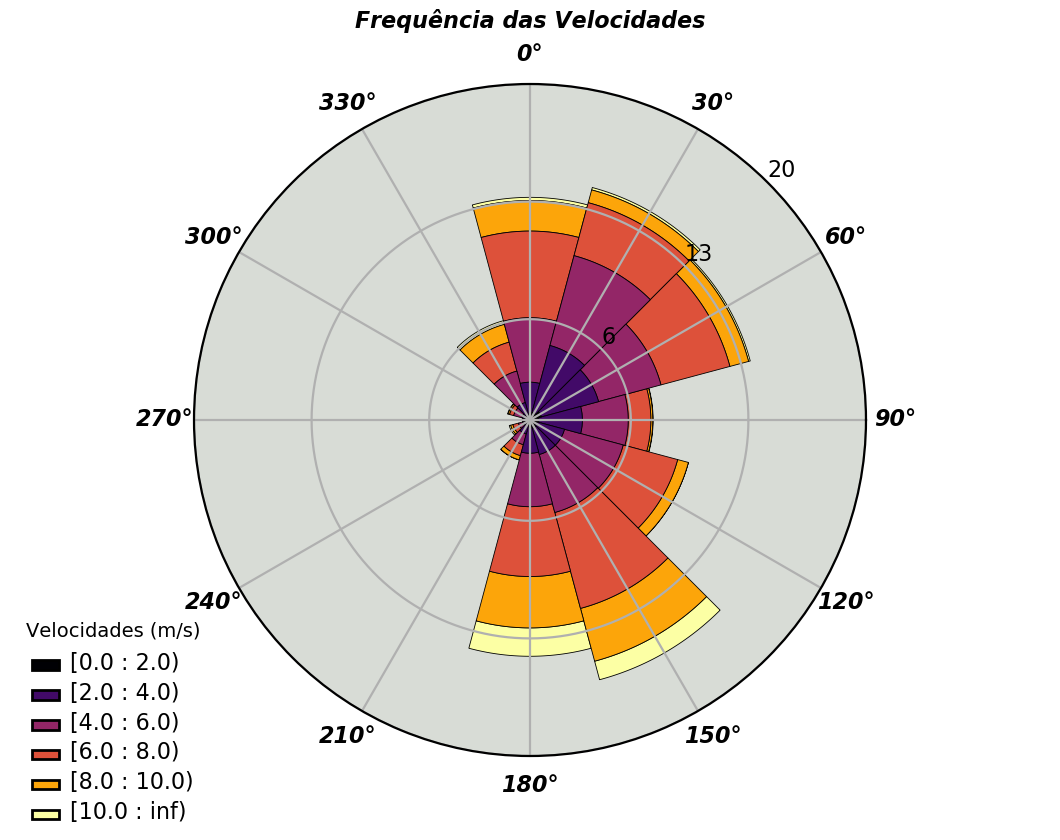 Frequência das Velocidades
0°
330°
30°
20
300°
60°
13
6
270°
90°
240°
120°
210°
150°
180°
Velocidades (m/s)
[0.0 : 2.0)
[2.0 : 4.0)
[4.0 : 6.0)
[6.0 : 8.0)
[8.0 : 10.0)
[10.0 : inf)